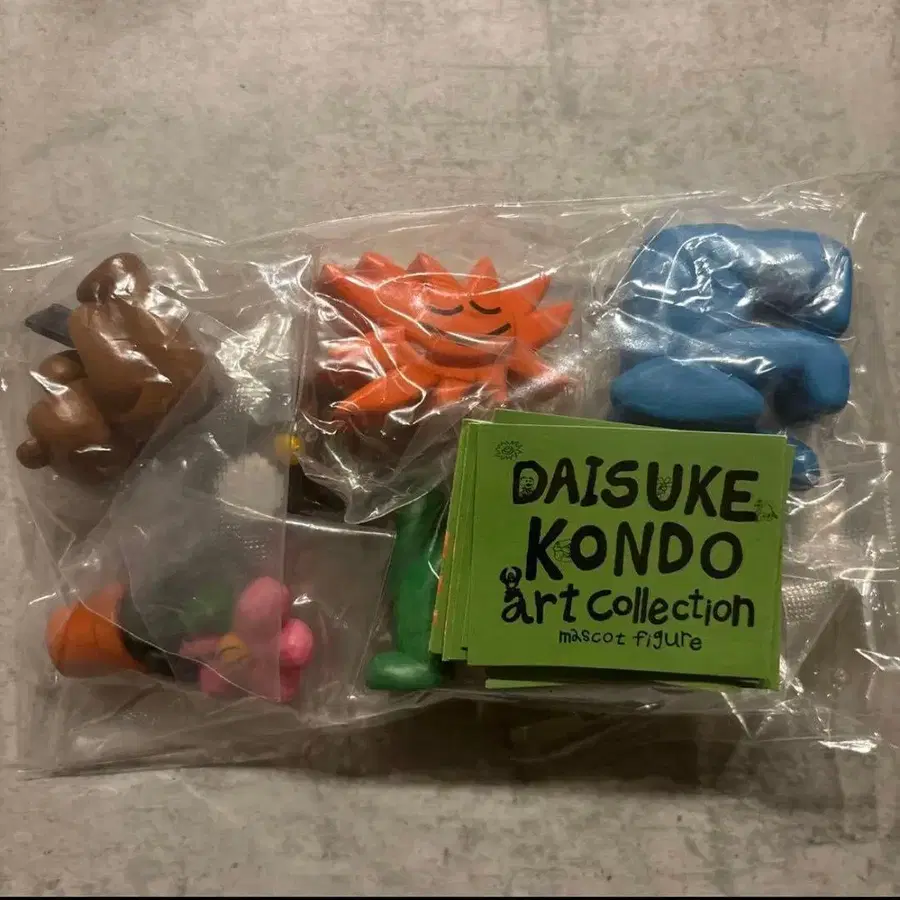 DAISUKE
KONDO
art collection
mascot figure